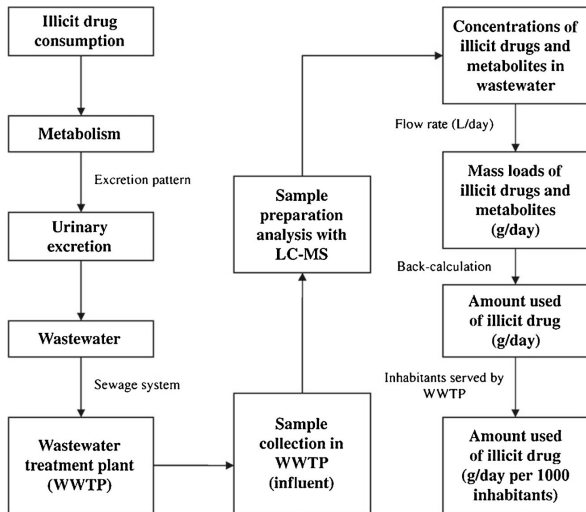 Illicit drug
consumption
Metabolism
Excretion pattern
Urinary
excretion
Wastewater
Sewage system
Wastewater
treatment plant
(WWTP)
Sample
collection in
WWTP
(influent)
Sample
preparation
analysis with
LC-MS
Concentrations of
illicit drugs and
metabolites in
wastewater
Flow rate (L/day)
Mass loads of
illicit drugs and
metabolites
(g/day)
Back-calculation
Amount used
of illicit drug
(g/day)
Inhabitants served by
WWTP
Amount used
of illicit drug
(g/day per 1000
inhabitants)